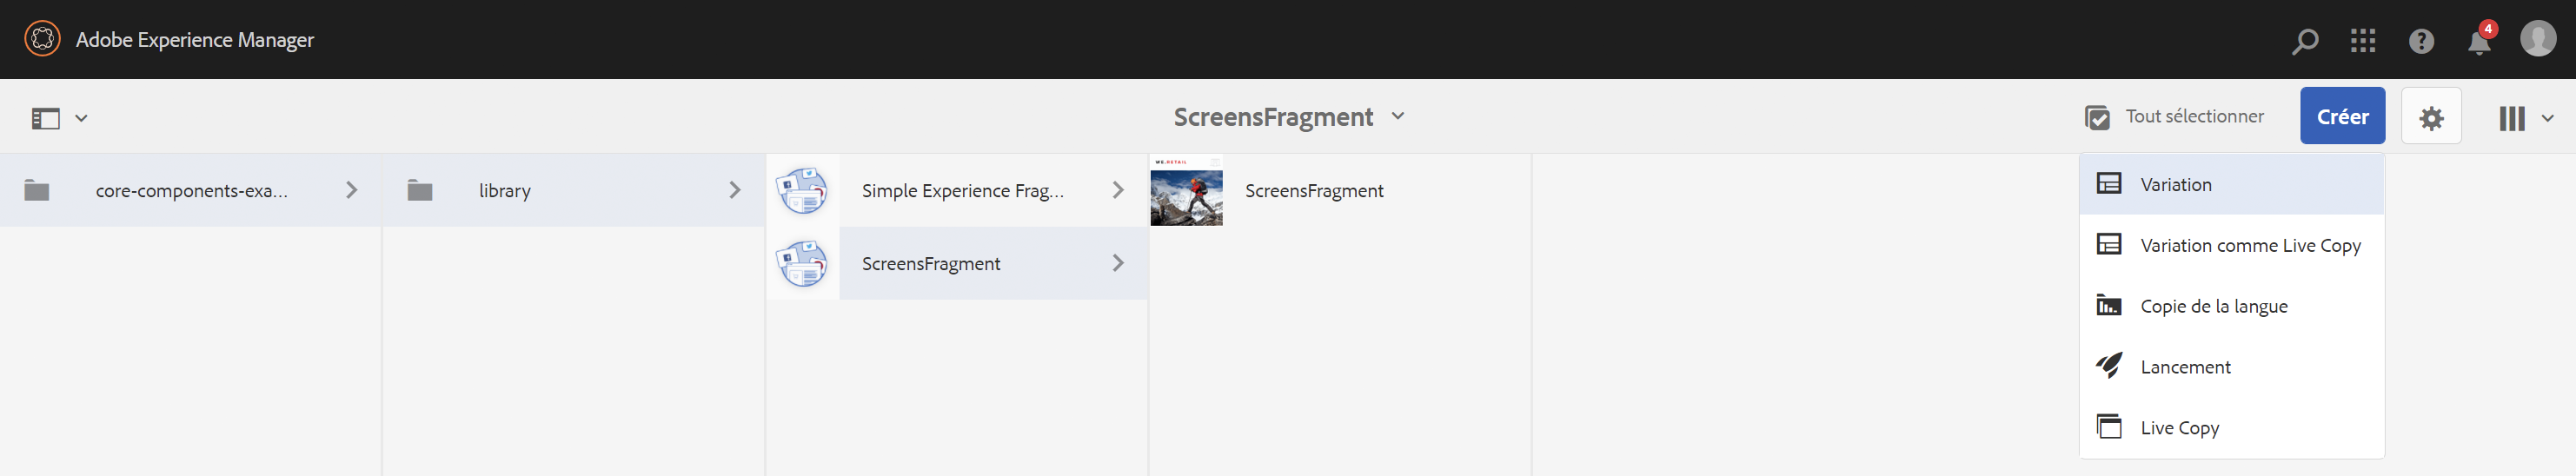 Adobe Experience Manager
4
ScreensFragment
Tout sélectionner
Créer
core-components-exa...
library
Simple Experience Frag...
ScreensFragment
WE.RETAIL
ScreensFragment
Variation
Variation comme Live Copy
Copie de la langue
Lancement
Live Copy